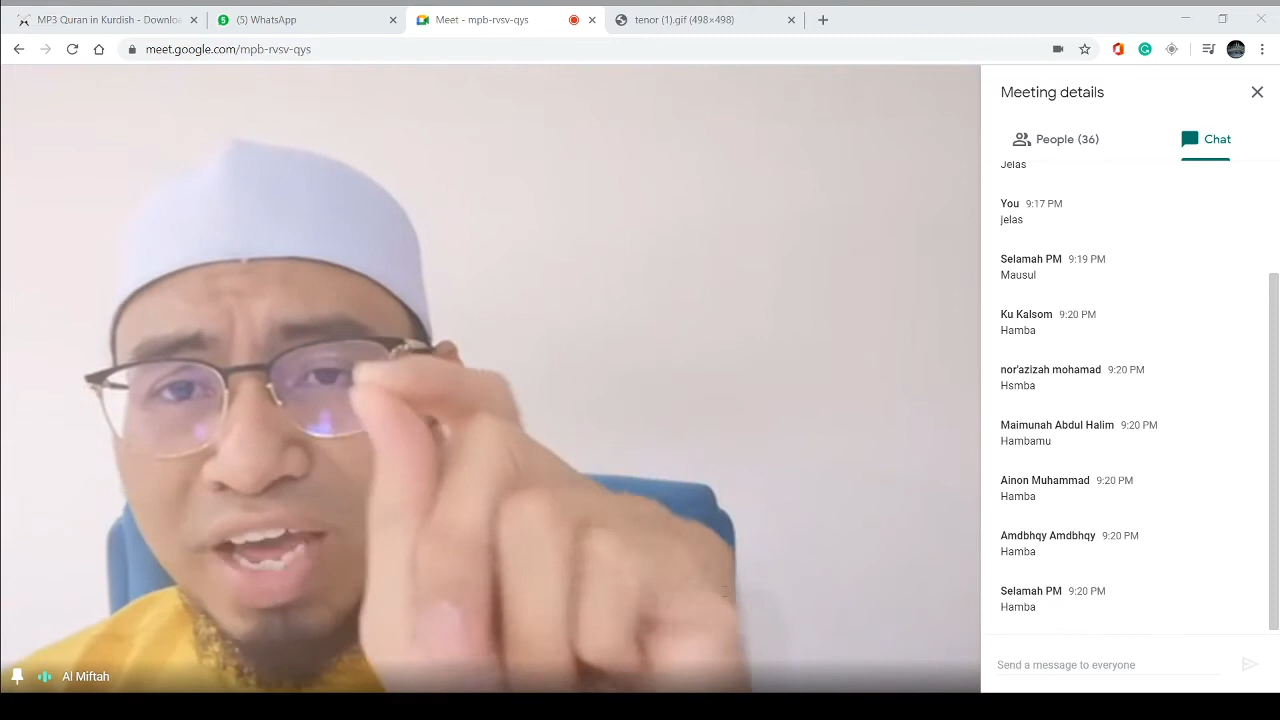 MP3 Quran in Kurdish - Downloa
(5) WhatsApp
Meet - mpb-rvsv-qys
tenor (1).gif (498×498)
meet.google.com/mpb-rvsv-qys
Meeting details
People (36)
Chat
Jelas
You 9:17 PM
jelas
Selamah PM 9:19 PM
Mausul
Ku Kalsom 9:20 PM
Hamba
nor'azizah mohamad 9:20 PM
Hsmba
Maimunah Abdul Halim 9:20 PM
Hambamu
Ainon Muhammad 9:20 PM
Hamba
Amdbhqy Amdbhqy 9:20 PM
Hamba
Selamah PM 9:20 PM
Hamba
Send a message to everyone
Al Miftah